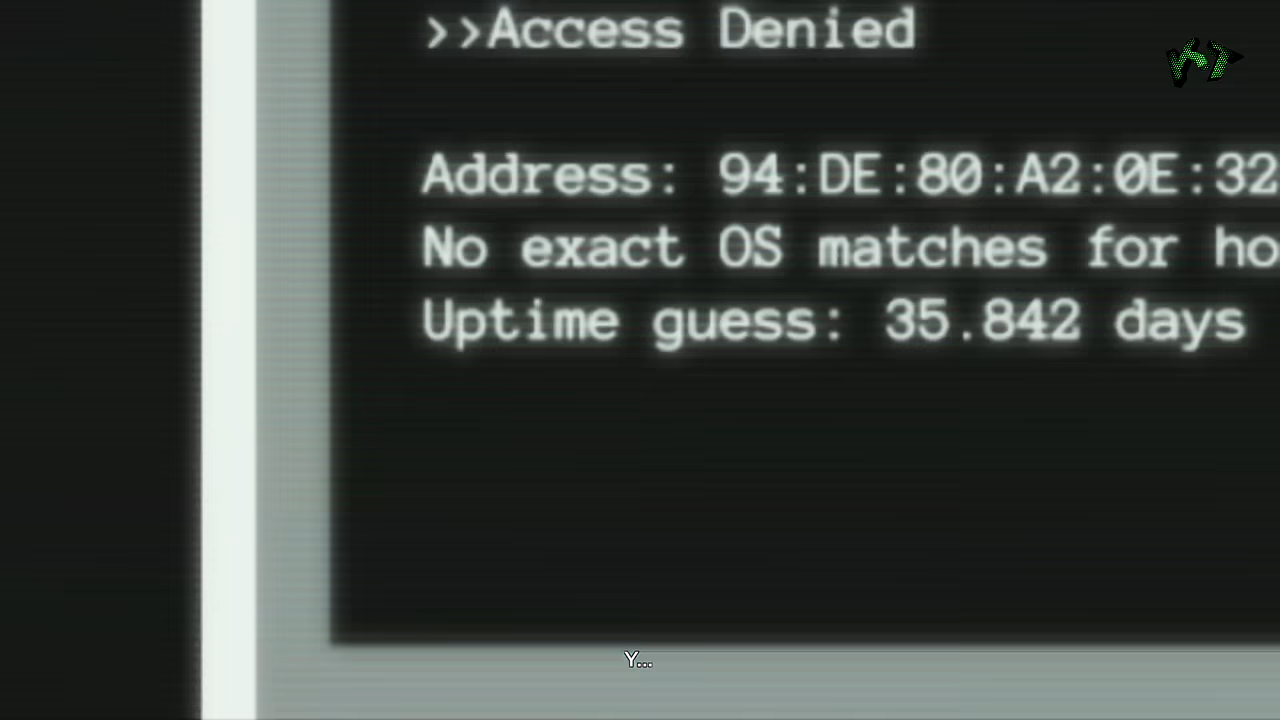 >>Access Denied
Address: 94:DE:80:A2:0E:32
No exact OS matches for ho
Uptime guess: 35.842 days
Y...